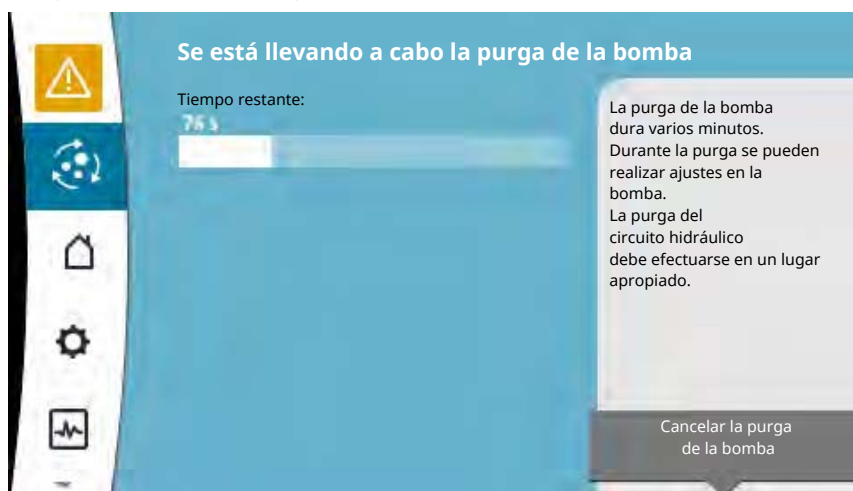 Se está llevando a cabo la purga de la bomba
Tiempo restante:
76 s
La purga de la bomba
dura varios minutos.
Durante la purga se pueden
realizar ajustes en la
bomba.
La purga del
circuito hidráulico
debe efectuarse en un lugar
apropiado.
Cancelar la purga
de la bomba